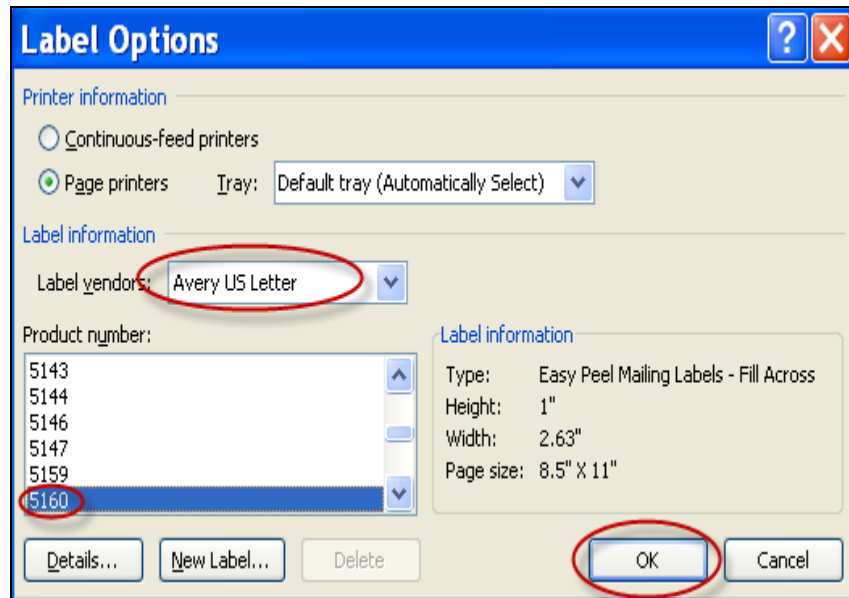 Label Options
?
Printer information
Continuous-feed printers
Page printers Tray: Default tray (Automatically Select)
Label information
Label vendors: Avery US Letter
Product number:
5143
5144
5146
5147
5159
5160
Label information
Type: Easy Peel Mailing Labels - Fill Across
Height: 1"
Width: 2.63"
Page size: 8.5" X 11"
Details... New Label... Delete OK Cancel